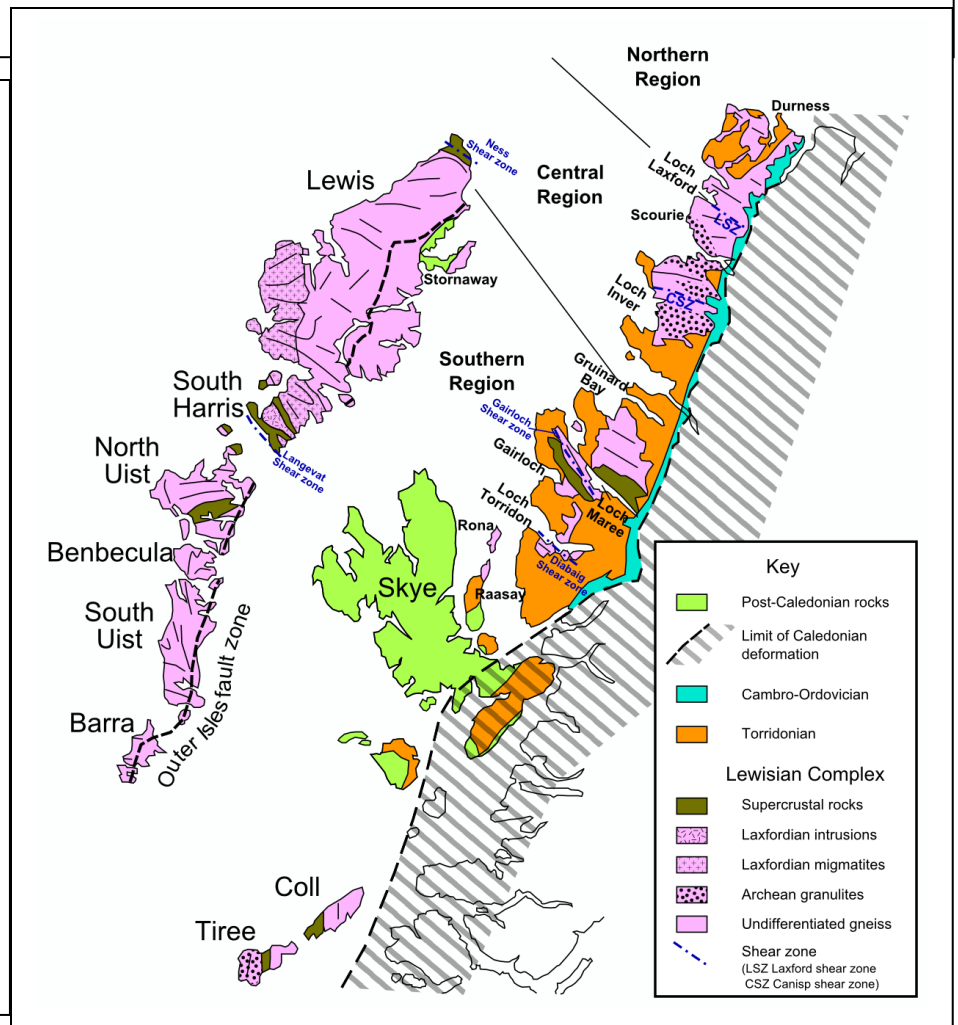 Northern
Region
Durness
Ness
Shear zone
Loch
Laxford
Central
Region
Lewis
Scourie
LSZ
Stornaway
Loch
Inver
CSZ
Southern
Region
Gruinard
Bay
South
Harris
Gairloch
Shear zone
North
Uist
Langevat
Shear zone
Gairloch
Loch
Torridon
Loch
Maree
Rona
Benbecula
Diabaig
Shear zone
Skye
Raasay
South
Uist
Barra
Outer Isles fault zone
Coll
Tiree
Key
Post-Caledonian rocks
Limit of Caledonian
deformation
Cambro-Ordovician
Torridonian
Lewisian Complex
Supercrustal rocks
Laxfordian intrusions
Laxfordian migmatites
Archean granulites
Undifferentiated gneiss
Shear zone
(LSZ Laxford shear zone
CSZ Canisp shear zone)